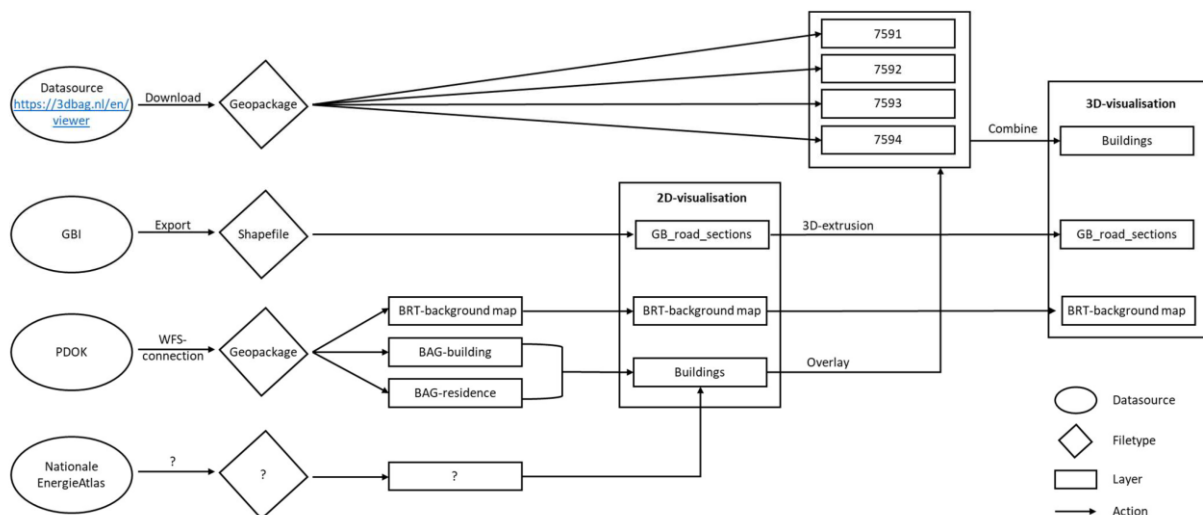 Datasource
https://3dbag.nl/en/
viewer
Download
Geopackage
7591
7592
7593
7594
Combine
3D-visualisation
Buildings
GB_road_sections
BRT-background map
GBI
Export
Shapefile
2D-visualisation
GB_road_sections
3D-extrusion
BRT-background map
Buildings
Overlay
PDOK
WFS-
connection
Geopackage
BRT-background map
BAG-building
BAG-residence
Nationale
EnergieAtlas
?
?
?
Datasource
Filetype
Layer
Action